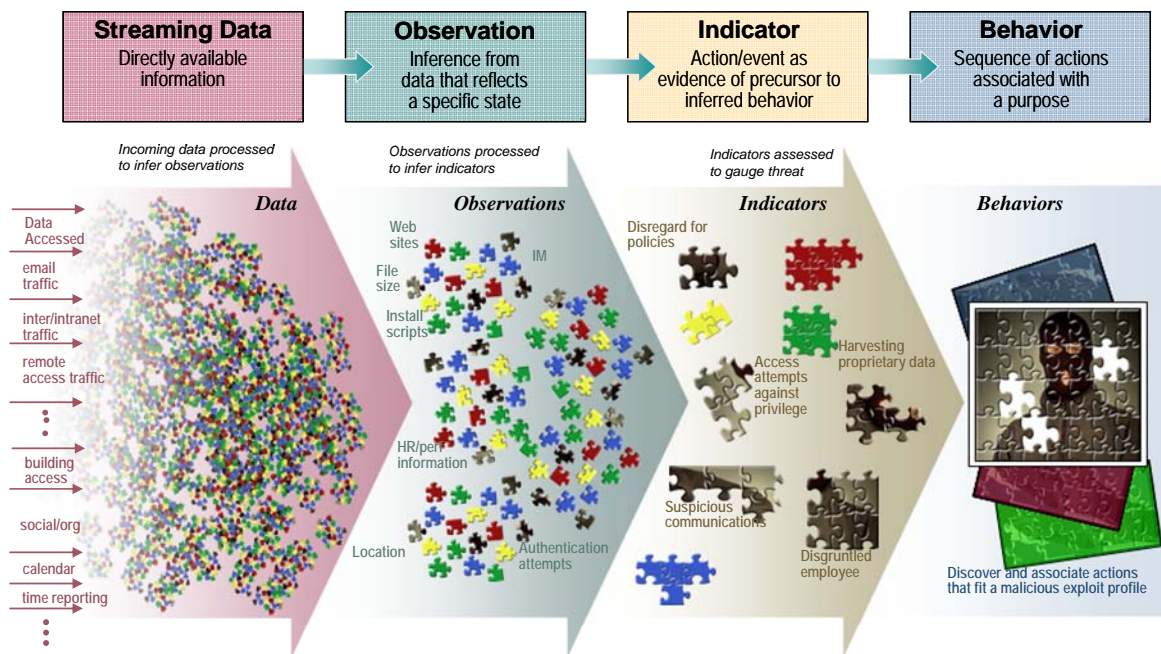 Streaming Data
Directly available
information
Observation
Inference from
data that reflects
a specific state
Indicator
Action/event as
evidence of precursor to
inferred behavior
Behavior
Sequence of actions
associated with
a purpose
Incoming data processed
to infer observations
Observations processed
to infer indicators
Indicators assessed
to gauge threat
Data
Observations
Indicators
Behaviors
Data
Accessed
email
traffic
inter/intranet
traffic
remote
access traffic
building
access
social/org
calendar
time reporting
Web
sites
IM
File
size
Install
scripts
HR/perf
information
Location
Authentication
attempts
Disregard for
policies
Harvesting
proprietary data
Access
attempts
against
privilege
Suspicious
communications
Disgruntled
employee
Discover and associate actions
that fit a malicious exploit profile